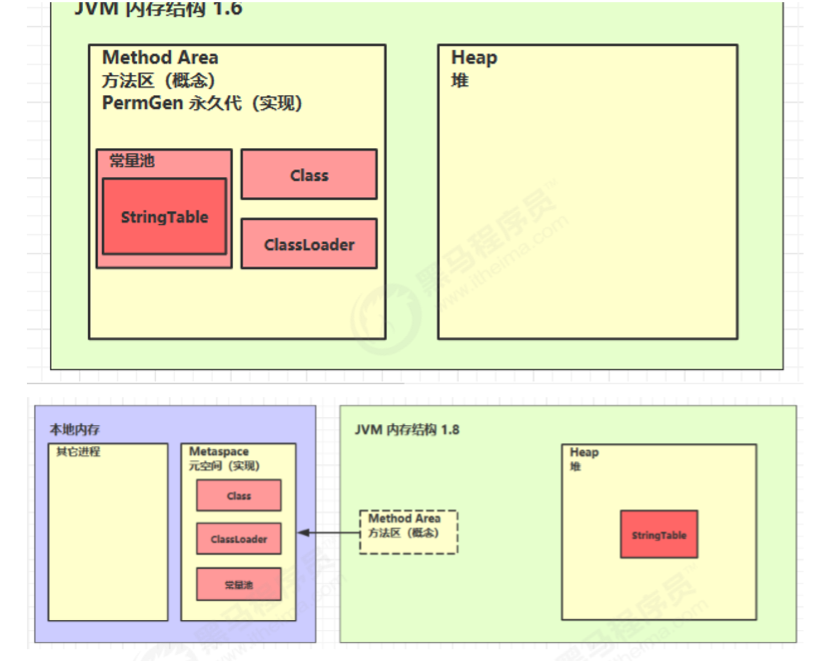 JVM 内存结构 1.6
Method Area
方法区（概念）
PermGen 永久代（实现）
常量池
StringTable
Class
ClassLoader
Heap
堆
黑马程序员
www.itheima.com
本地内存
其它进程
Metaspace
元空间（实现）
Class
ClassLoader
常量池
JVM 内存结构 1.8
Method Area
方法区（概念）
Heap
堆
StringTable
黑马程序员
黑马程序员